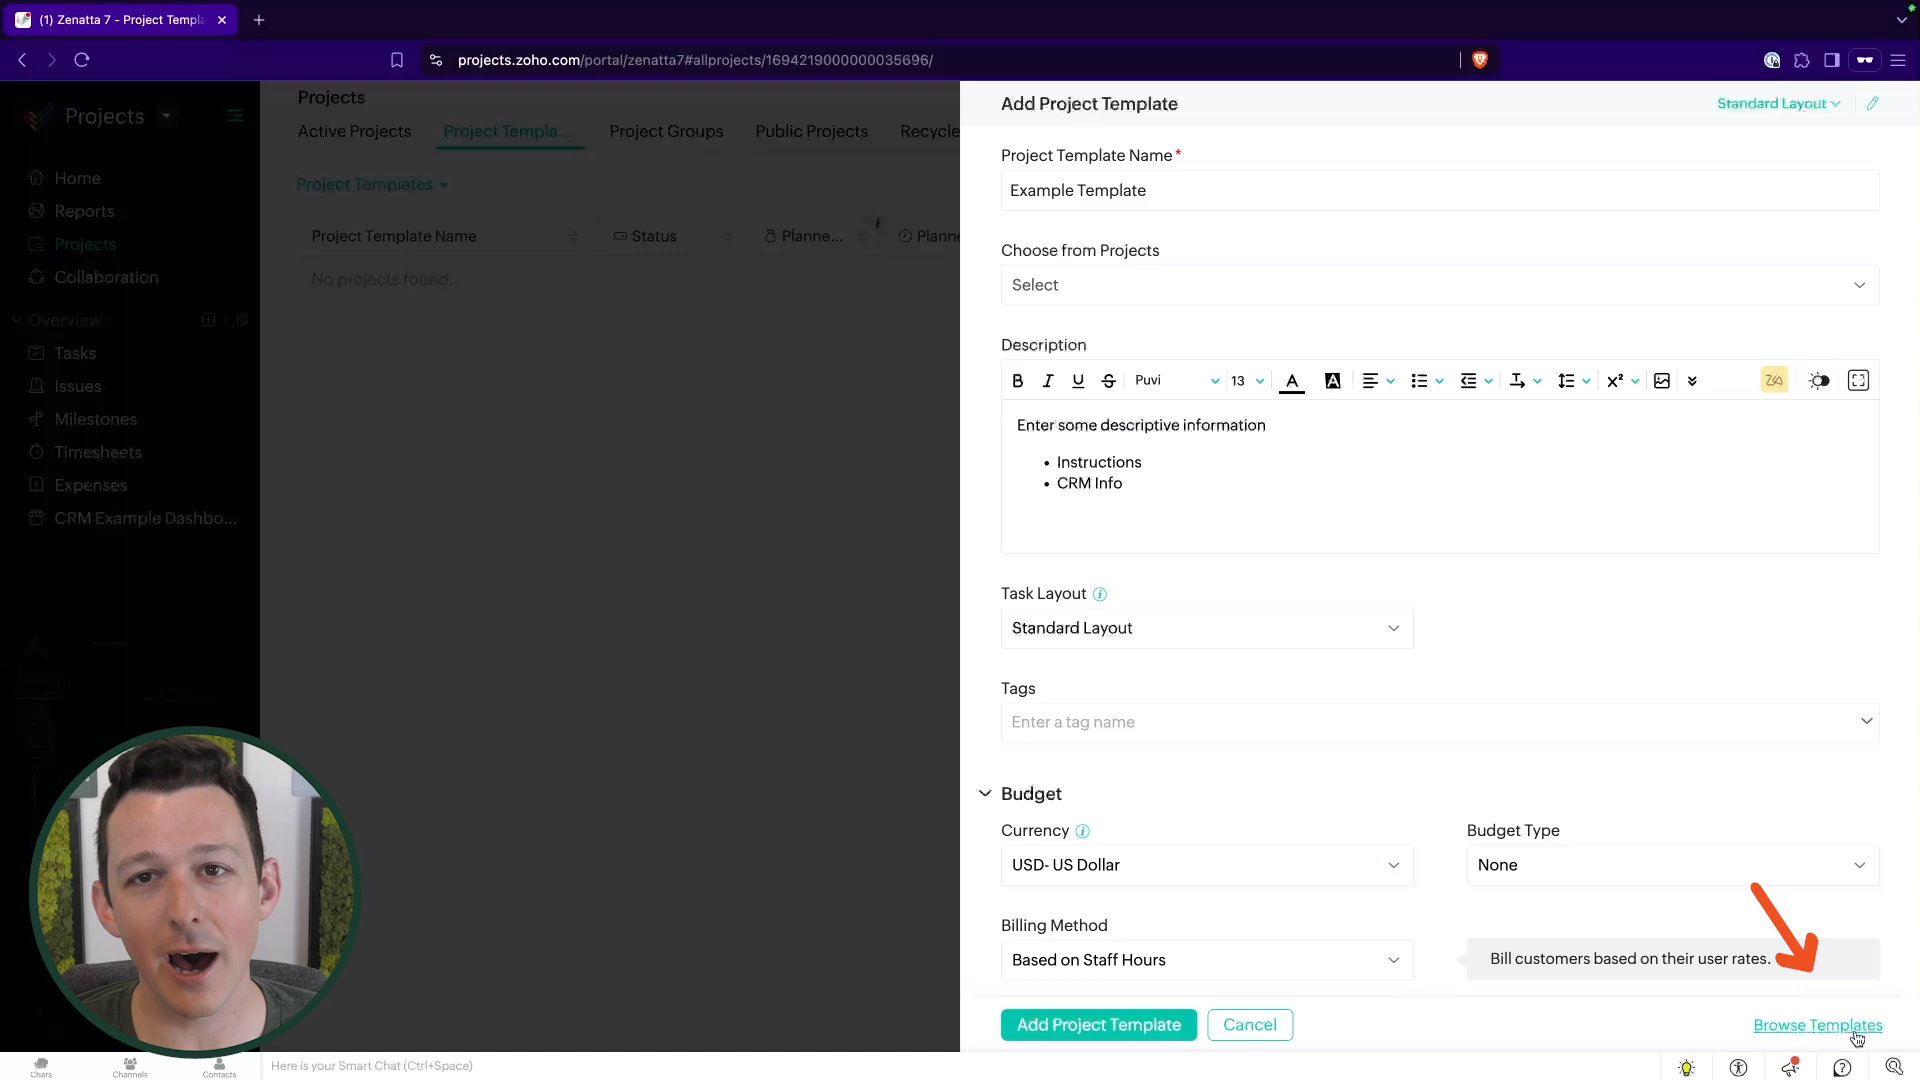 (1) Zenatta 7 - Project Templa
projects.zoho.com/portal/zenatta7#allprojects/1694219000000035696/
Projects
Home
Reports
Projects
Collaboration
Overview
Tasks
Issues
Milestones
Timesheets
Expenses
CRM Example Dashbo...
Projects
Active Projects
Project Templa...
Project Groups
Public Projects
Recycle
Project Templates
Project Template Name
Status
Planne...
Planne
No projects found.
Add Project Template
Standard Layout
Project Template Name *
Example Template
Choose from Projects
Select
Description
B I U S Puvi 13 A A
Enter some descriptive information
• Instructions
• CRM Info
Task Layout
Standard Layout
Tags
Enter a tag name
Budget
Currency
Budget Type
USD- US Dollar
None
Billing Method
Based on Staff Hours
Bill customers based on their user rates.
Add Project Template
Cancel
Browse Templates
Chats
Channels
Contacts
Here is your Smart Chat (Ctrl+Space)